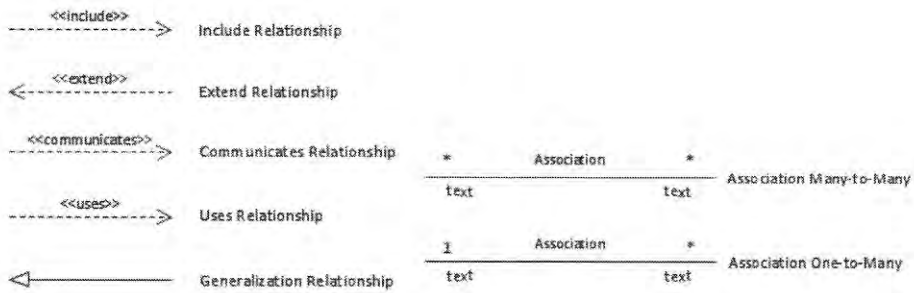 <<include>>
Include Relationship
<<extend>>
Extend Relationship
<<communicates>>
Communicates Relationship
<<uses>>
Uses Relationship
Generalization Relationship
* Association *
text text
Association Many-to-Many
1 Association *
text text
Association One-to-Many